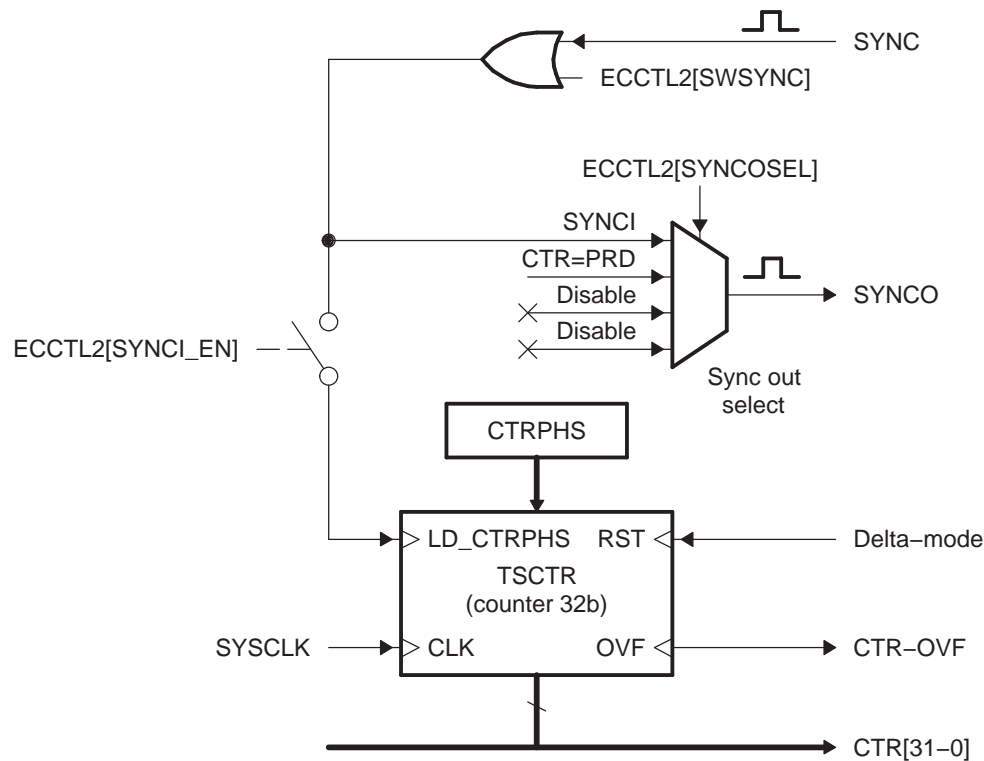 SYNC
ECCTL2[SWSYNC]
ECCTL2[SYNCOSEL]
SYNCI
CTR=PRD
Disable
SYNCO
Disable
ECCTL2[SYNCI_EN]
Sync out
select
CTRPHS
LD_CTRPHS RST
Delta−mode
TSCTR
(counter 32b)
SYSCLK
CLK OVF
CTR−OVF
CTR[31−0]